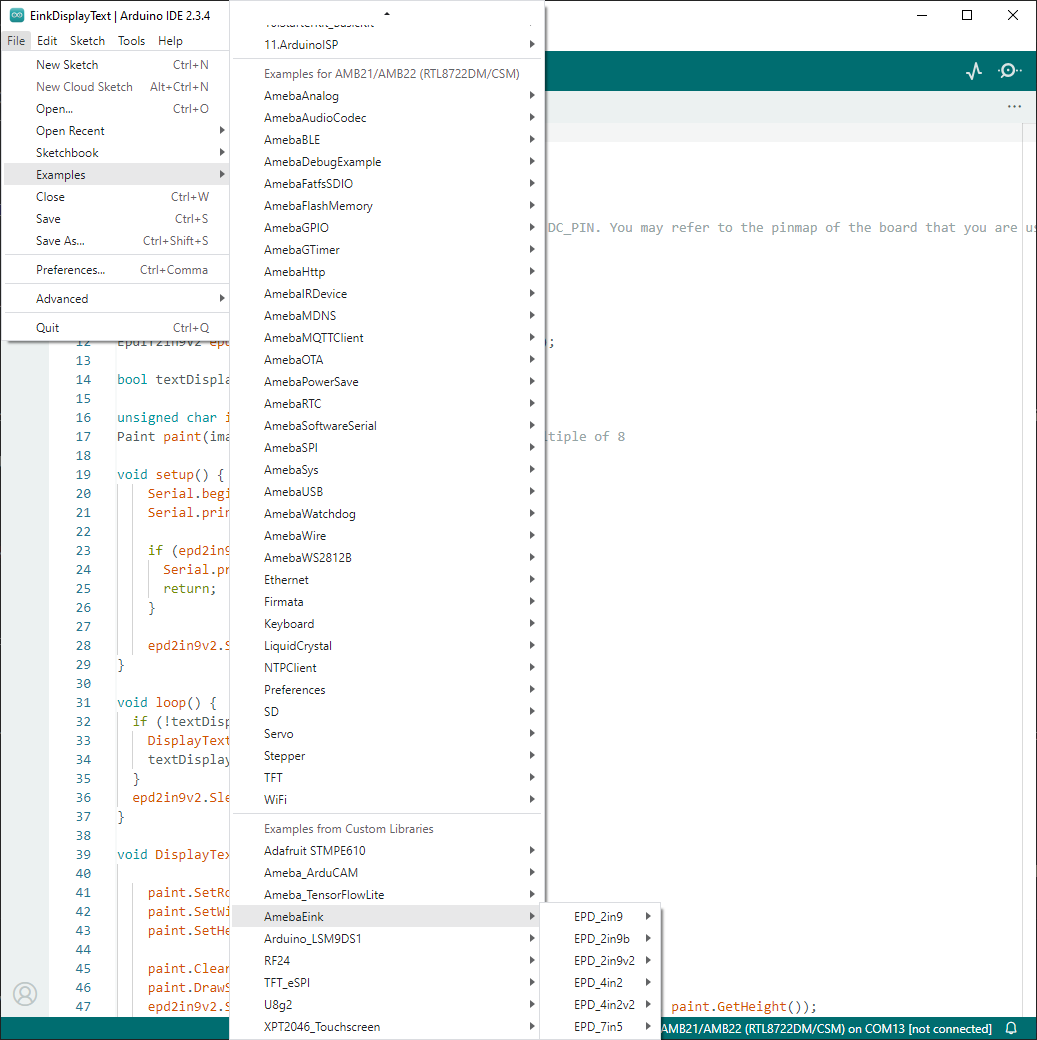 EinkDisplayText | Arduino IDE 2.3.4
File Edit Sketch Tools Help
New Sketch Ctrl+N
New Cloud Sketch Alt+Ctrl+N
Open... Ctrl+O
Open Recent
Sketchbook
Examples
Close Ctrl+W
Save Ctrl+S
Save As... Ctrl+Shift+S
Preferences... Ctrl+Comma
Advanced
Quit Ctrl+Q
11.ArduinoISP
Examples for AMB21/AMB22 (RTL8722DM/CSM)
AmebaAnalog
AmebaAudioCodec
AmebaBLE
AmebaDebugExample
AmebaFatfsSDIO
AmebaFlashMemory
AmebaGPIO
AmebaGTimer
AmebaHttp
AmebaIRDevice
AmebaMDNS
AmebaMQTTClient
AmebaOTA
AmebaPowerSave
AmebaRTC
AmebaSoftwareSerial
AmebaSPI
AmebaSys
AmebaUSB
AmebaWatchdog
AmebaWire
AmebaWS2812B
Ethernet
Firmata
Keyboard
LiquidCrystal
NTPClient
Preferences
SD
Servo
Stepper
TFT
WiFi
Examples from Custom Libraries
Adafruit STMPE610
Ameba_ArduCAM
Ameba_TensorFlowLite
AmebaEink
Arduino_LSM9DS1
RF24
TFT_eSPI
U8g2
XPT2046_Touchscreen
EPD_2in9
EPD_2in9b
EPD_2in9v2
EPD_4in2
EPD_4in2v2
EPD_7in5
DC_PIN. You may refer to the pinmap of the board that you are us
12 );
13
14 bool textDispla
15
16 unsigned char i
17 Paint paint(ima tiple of 8
18
19 void setup() {
20 Serial.begi
21 Serial.prin
22
23 if (epd2in9
24 Serial.pr
25 return;
26 }
27
28 epd2in9v2.S
29 }
30
31 void loop() {
32 if (!textDisp
33 DisplayText
34 textDisplay
35 }
36 epd2in9v2.Sle
37 }
38
39 void DisplayTex
40
41 paint.SetRo
42 paint.SetWi
43 paint.SetHe
44
45 paint.Clear
46 paint.DrawS
47 epd2in9v2.S paint.GetHeight());
AMB21/AMB22 (RTL8722DM/CSM) on COM13 [not connected]